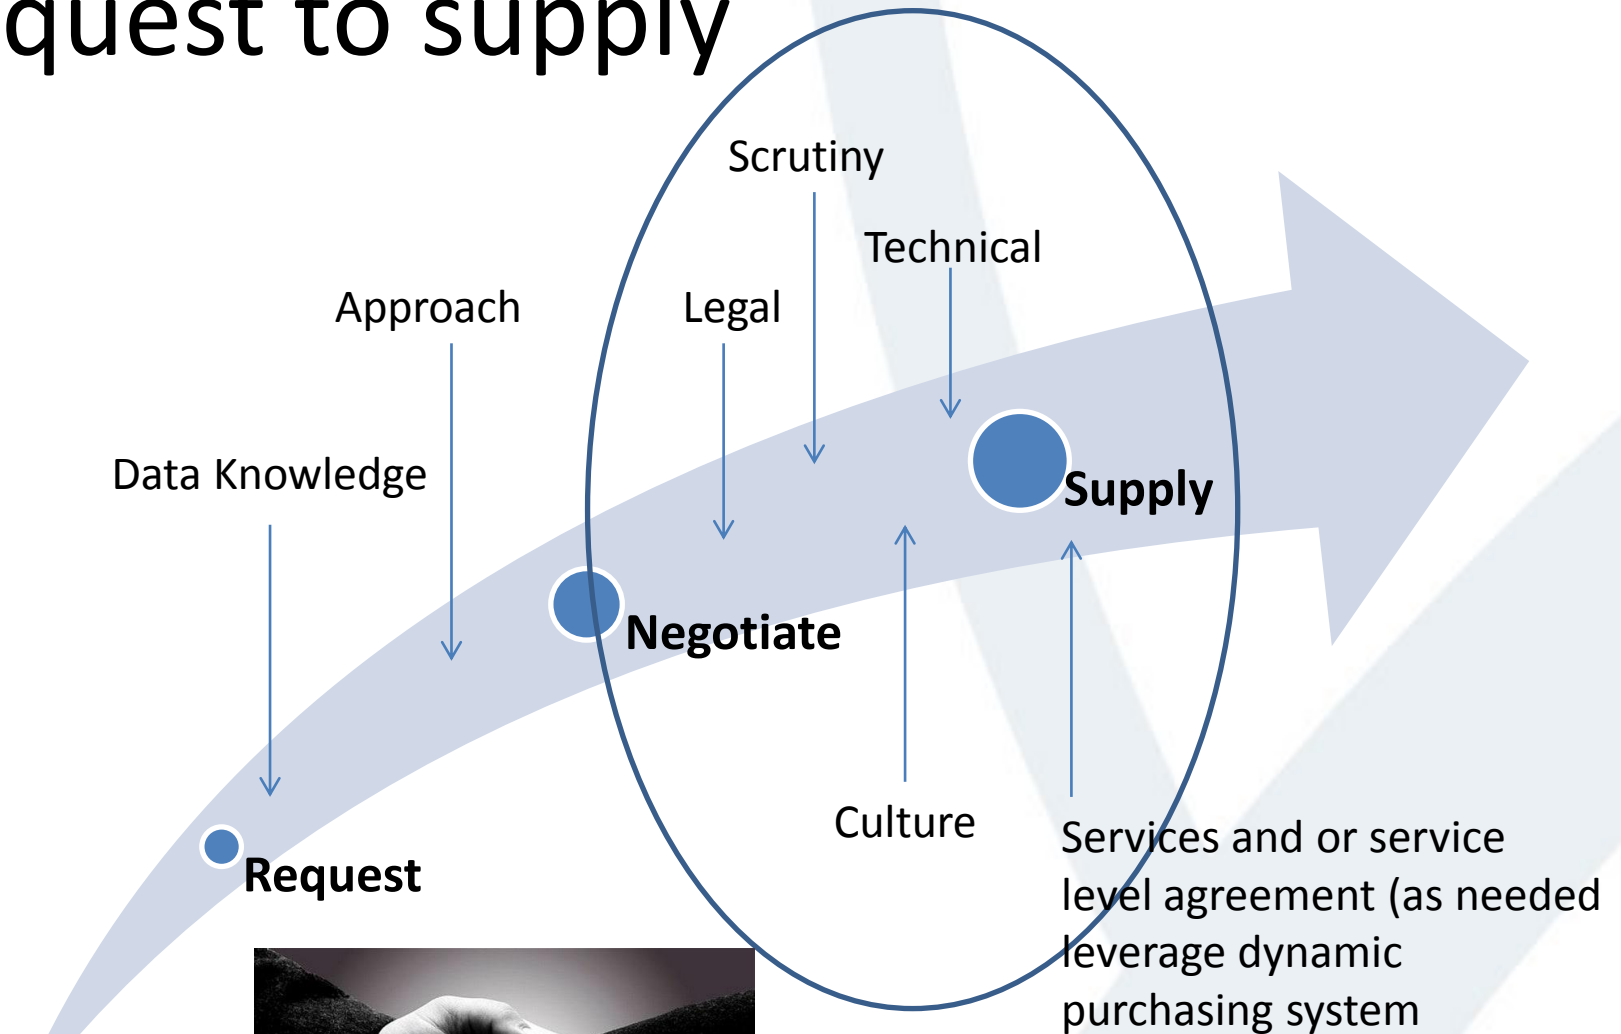 quest to supply
Scrutiny
Technical
Approach
Legal
Data Knowledge
Supply
Negotiate
Culture
Request
Services and or service
level agreement (as needed
leverage dynamic
purchasing system